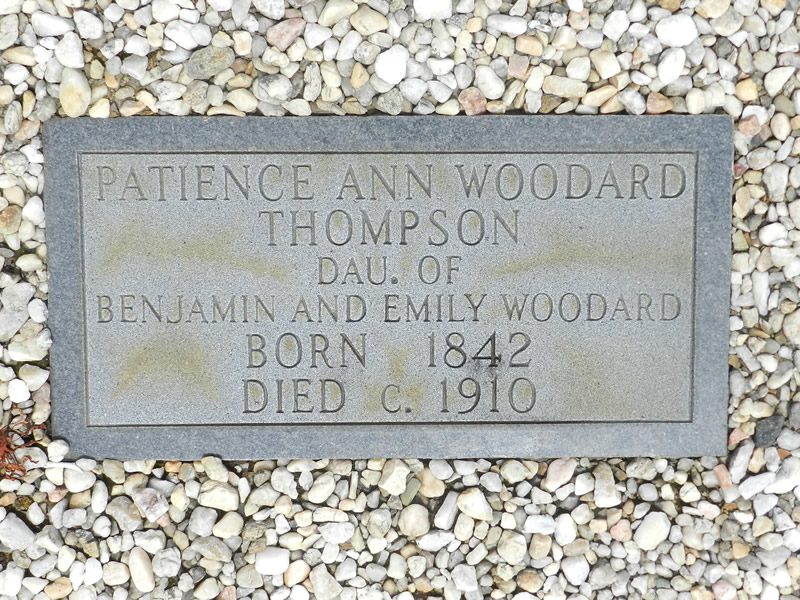 PATIENCE ANN WOODARD
THOMPSON
DAU. OF
BENJAMIN AND EMILY WOODARD
BORN 1842
DIED c. 1910